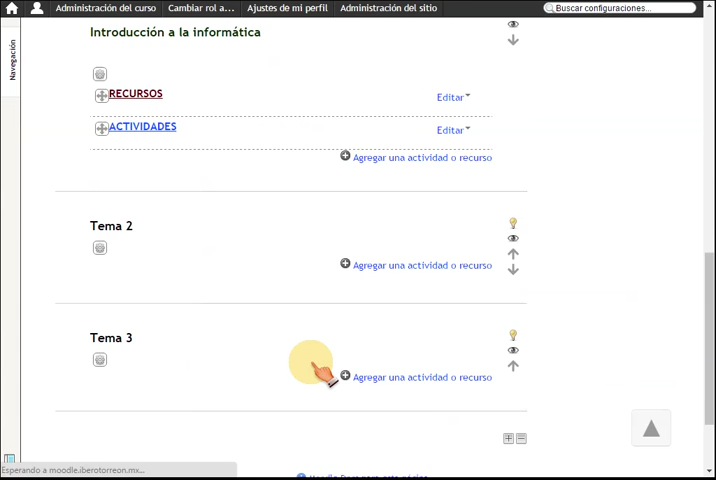 Administración del curso Cambiar rol a... Ajustes de mi perfil Administración del sitio Buscar configuraciones...
Navegación
Introducción a la informática
RECURSOS Editar
ACTIVIDADES Editar
Agregar una actividad o recurso
Tema 2
Agregar una actividad o recurso
Tema 3
Agregar una actividad o recurso
Esperando a moodle.iberotorreon.mx...